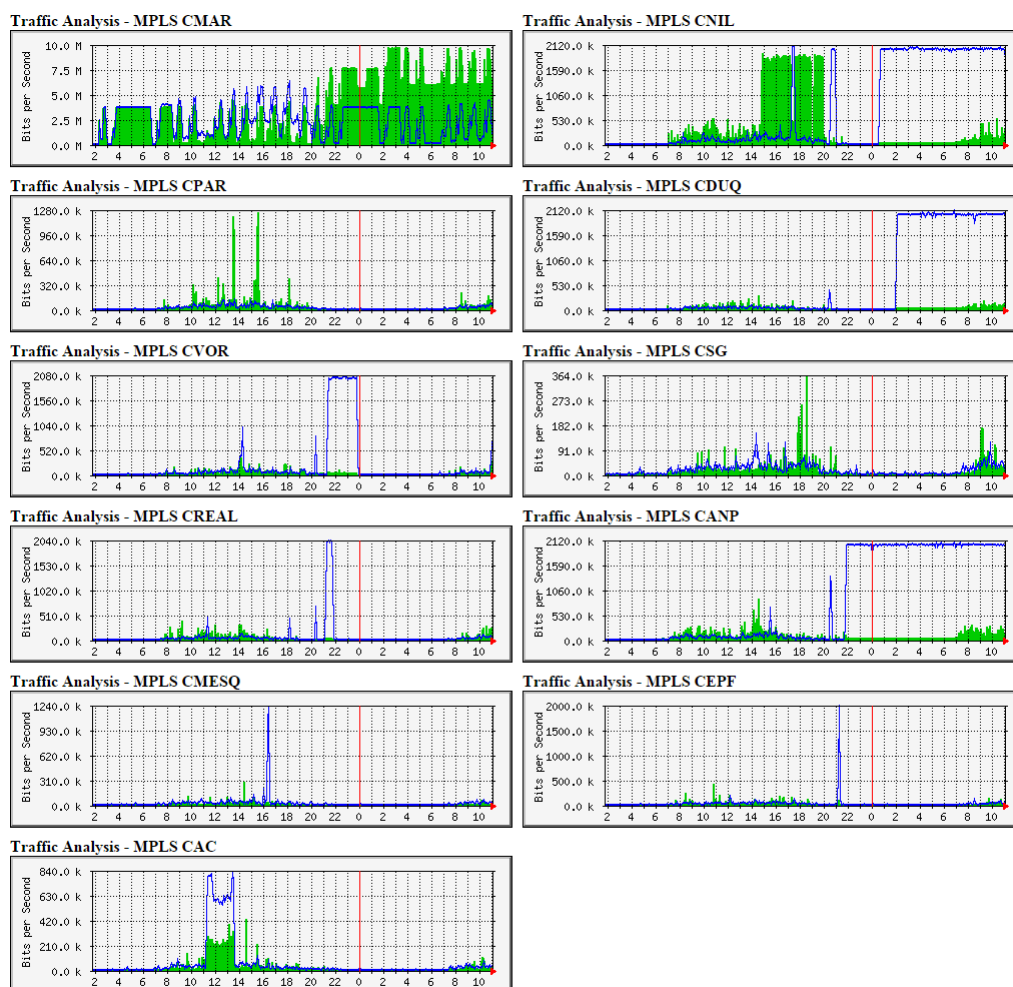 Traffic Analysis - MPLS CMAR
Bits per Second
10.0 M
7.5 M
5.0 M
2.5 M
0.0 M
2 4 6 8 10 12 14 16 18 20 22 0 2 4 6 8 10
Traffic Analysis - MPLS CNIL
Bits per Second
2120.0 k
1590.0 k
1060.0 k
530.0 k
0.0 k
2 4 6 8 10 12 14 16 18 20 22 0 2 4 6 8 10
Traffic Analysis - MPLS CPAR
Bits per Second
1280.0 k
960.0 k
640.0 k
320.0 k
0.0 k
2 4 6 8 10 12 14 16 18 20 22 0 2 4 6 8 10
Traffic Analysis - MPLS CDUQ
Bits per Second
2120.0 k
1590.0 k
1060.0 k
530.0 k
0.0 k
2 4 6 8 10 12 14 16 18 20 22 0 2 4 6 8 10
Traffic Analysis - MPLS CVOR
Bits per Second
2080.0 k
1560.0 k
1040.0 k
520.0 k
0.0 k
2 4 6 8 10 12 14 16 18 20 22 0 2 4 6 8 10
Traffic Analysis - MPLS CSG
Bits per Second
364.0 k
273.0 k
182.0 k
91.0 k
0.0 k
2 4 6 8 10 12 14 16 18 20 22 0 2 4 6 8 10
Traffic Analysis - MPLS CREAL
Bits per Second
2040.0 k
1530.0 k
1020.0 k
510.0 k
0.0 k
2 4 6 8 10 12 14 16 18 20 22 0 2 4 6 8 10
Traffic Analysis - MPLS CANP
Bits per Second
2120.0 k
1590.0 k
1060.0 k
530.0 k
0.0 k
2 4 6 8 10 12 14 16 18 20 22 0 2 4 6 8 10
Traffic Analysis - MPLS CMESQ
Bits per Second
1240.0 k
930.0 k
620.0 k
310.0 k
0.0 k
2 4 6 8 10 12 14 16 18 20 22 0 2 4 6 8 10
Traffic Analysis - MPLS CEPF
Bits per Second
2000.0 k
1500.0 k
1000.0 k
500.0 k
0.0 k
2 4 6 8 10 12 14 16 18 20 22 0 2 4 6 8 10
Traffic Analysis - MPLS CAC
Bits per Second
840.0 k
630.0 k
420.0 k
210.0 k
0.0 k
2 4 6 8 10 12 14 16 18 20 22 0 2 4 6 8 10